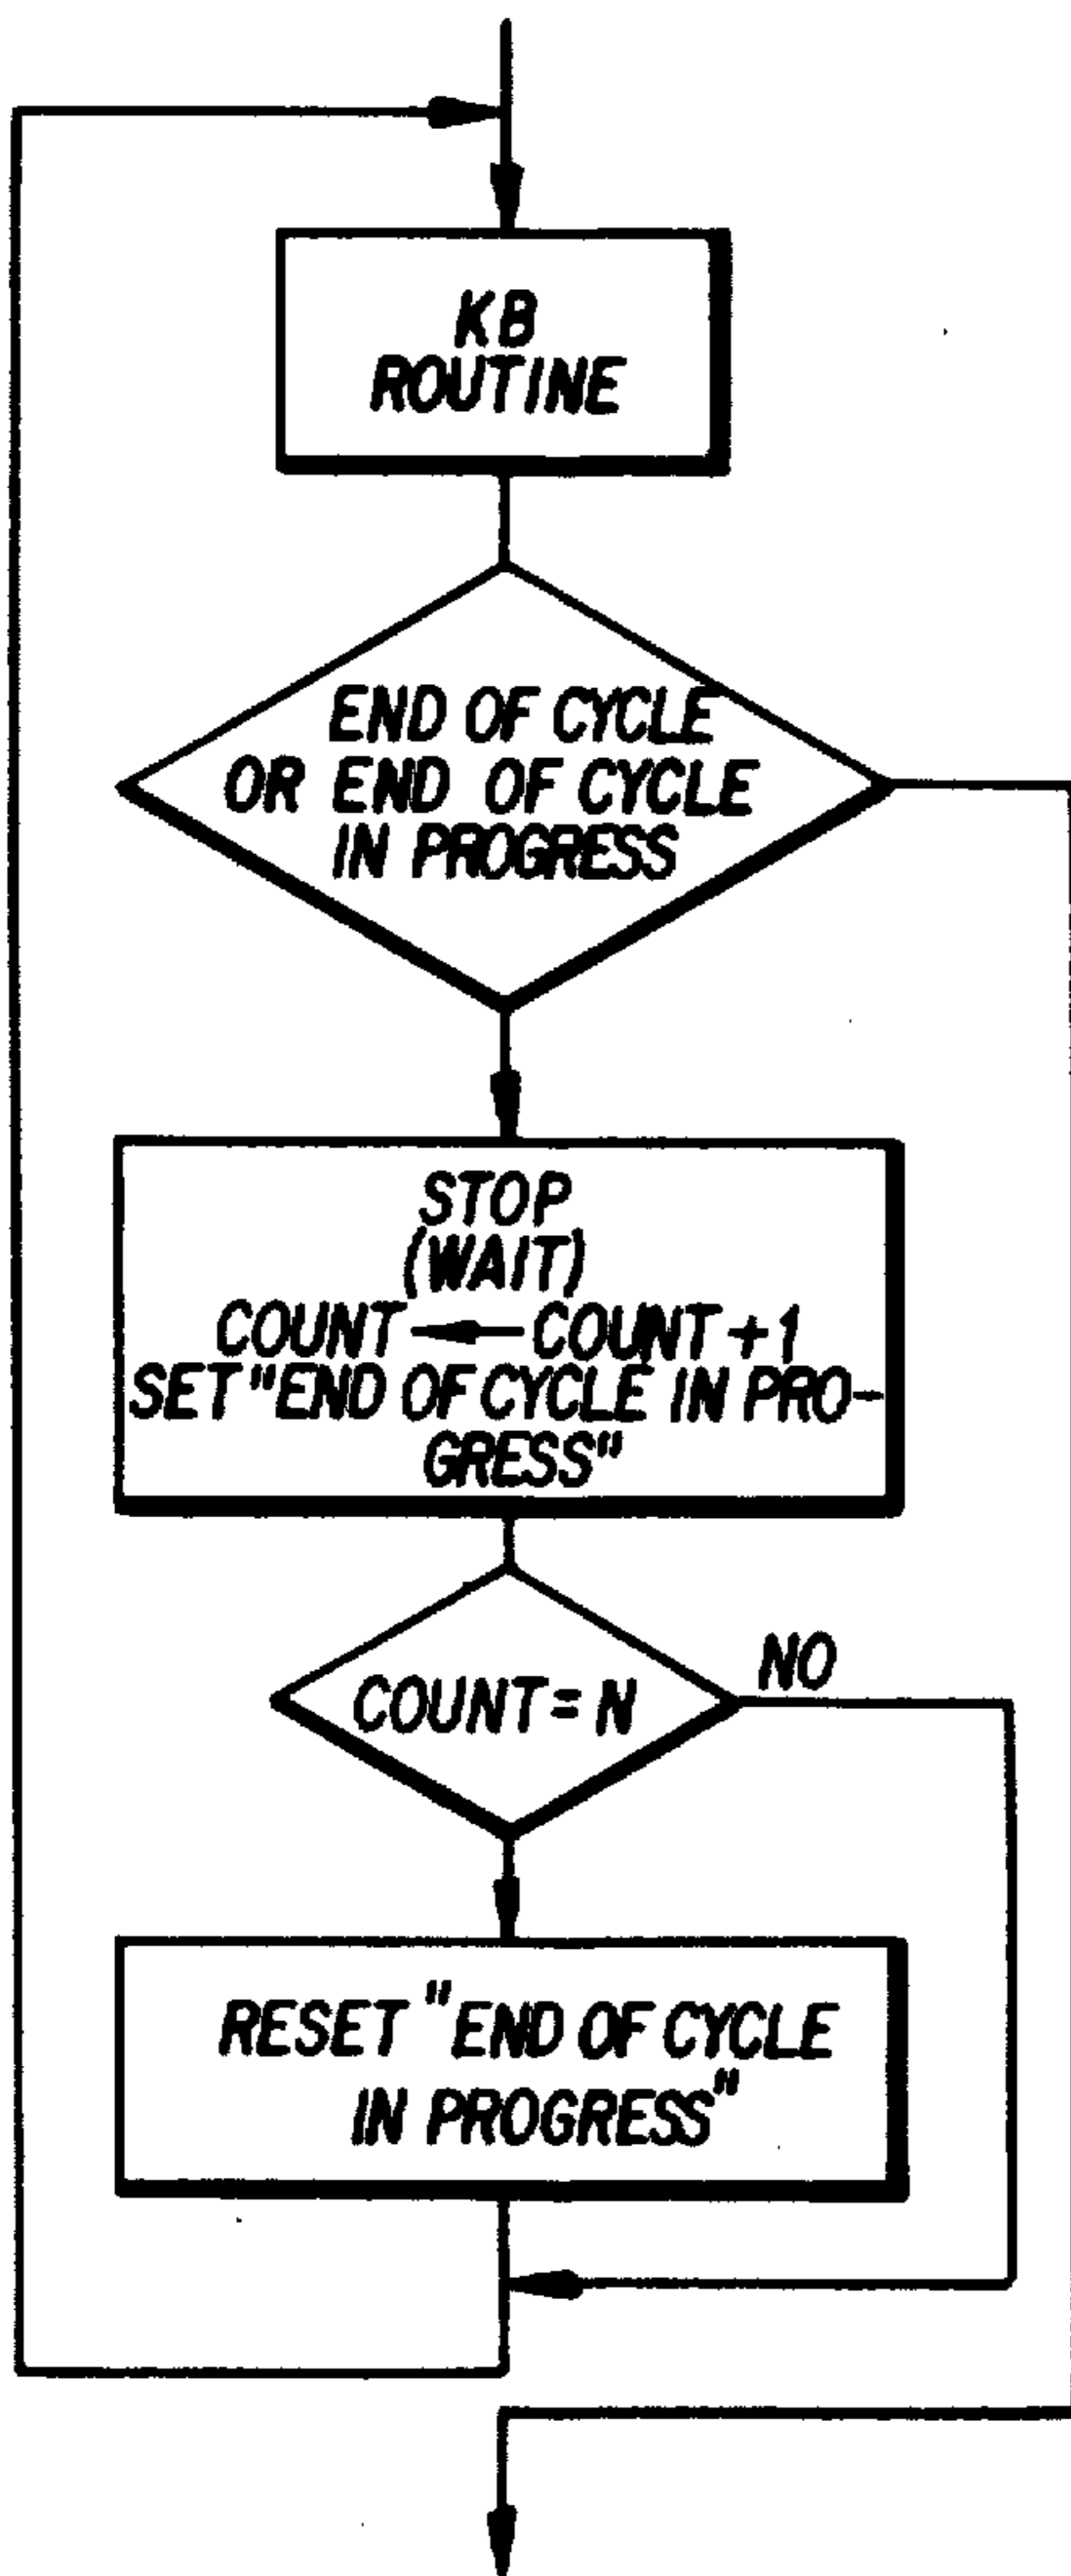 KB
ROUTINE
END OF CYCLE
OR END OF CYCLE
IN PROGRESS
STOP
(WAIT)
COUNT ← COUNT + 1
SET "END OF CYCLE IN PRO-
GRESS"
COUNT = N
NO
RESET "END OF CYCLE
IN PROGRESS"